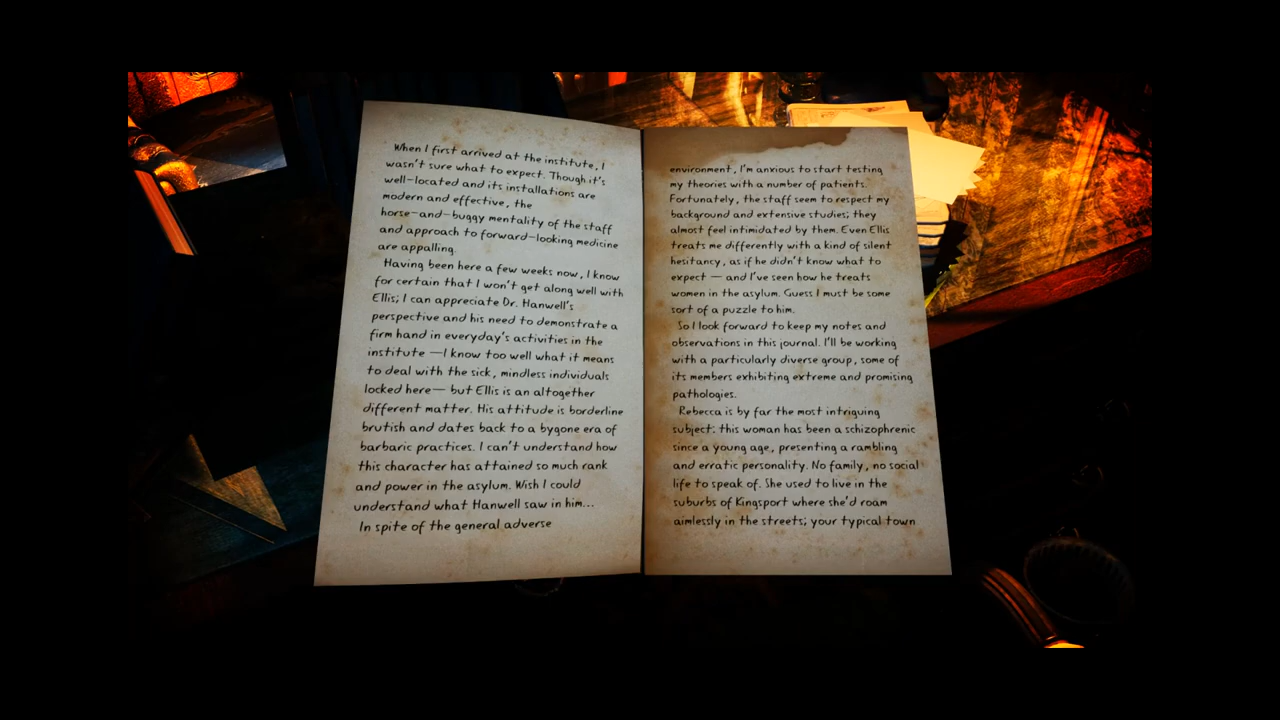 When I first arrived at the institute, I
wasn't sure what to expect. Though it's
well-located and its installations are
modern and effective, the
horse-and-buggy mentality of the staff
and approach to forward-looking medicine
are appalling.
Having been here a few weeks now, I know
for certain that I won't get along well with
Ellis; I can appreciate Dr. Hanwell's
perspective and his need to demonstrate a
firm hand in everyday's activities in the
institute —I know too well what it means
to deal with the sick, mindless individuals
locked here— but Ellis is an altogether
different matter. His attitude is borderline
brutish and dates back to a bygone era of
barbaric practices. I can't understand how
this character has attained so much rank
and power in the asylum. Wish I could
understand what Hanwell saw in him...
In spite of the general adverse
environment, I'm anxious to start testing
my theories with a number of patients.
Fortunately, the staff seem to respect my
background and extensive studies; they
almost feel intimidated by them. Even Ellis
treats me differently with a kind of silent
hesitancy, as if he didn't know what to
expect — and I've seen how he treats
women in the asylum. Guess I must be some
sort of a puzzle to him.
So I look forward to keep my notes and
observations in this journal. I'll be working
with a particularly diverse group, some of
its members exhibiting extreme and promising
pathologies.
Rebecca is by far the most intriguing
subject: this woman has been a schizophrenic
since a young age, presenting a rambling
and erratic personality. No family, no social
life to speak of. She used to live in the
suburbs of Kingsport where she'd roam
aimlessly in the streets; your typical town